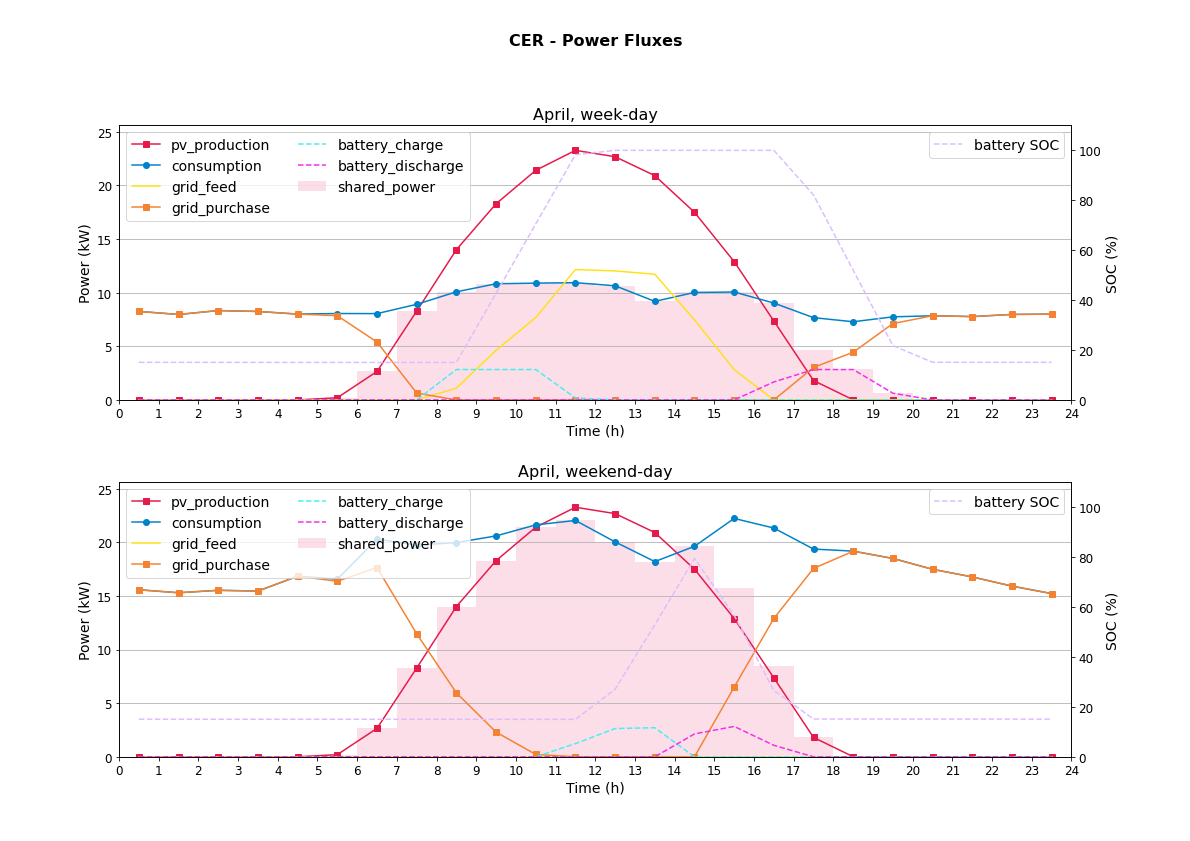 CER - Power Fluxes
April, week-day
pv_production
consumption
grid_feed
grid_purchase
battery_charge
battery_discharge
shared_power
battery SOC
Power (kW)
0
5
10
15
20
25
SOC (%)
0
20
40
60
80
100
0 1 2 3 4 5 6 7 8 9 10 11 12 13 14 15 16 17 18 19 20 21 22 23 24
Time (h)
April, weekend-day
pv_production
consumption
grid_feed
grid_purchase
battery_charge
battery_discharge
shared_power
battery SOC
Power (kW)
0
5
10
15
20
25
SOC (%)
0
20
40
60
80
100
0 1 2 3 4 5 6 7 8 9 10 11 12 13 14 15 16 17 18 19 20 21 22 23 24
Time (h)